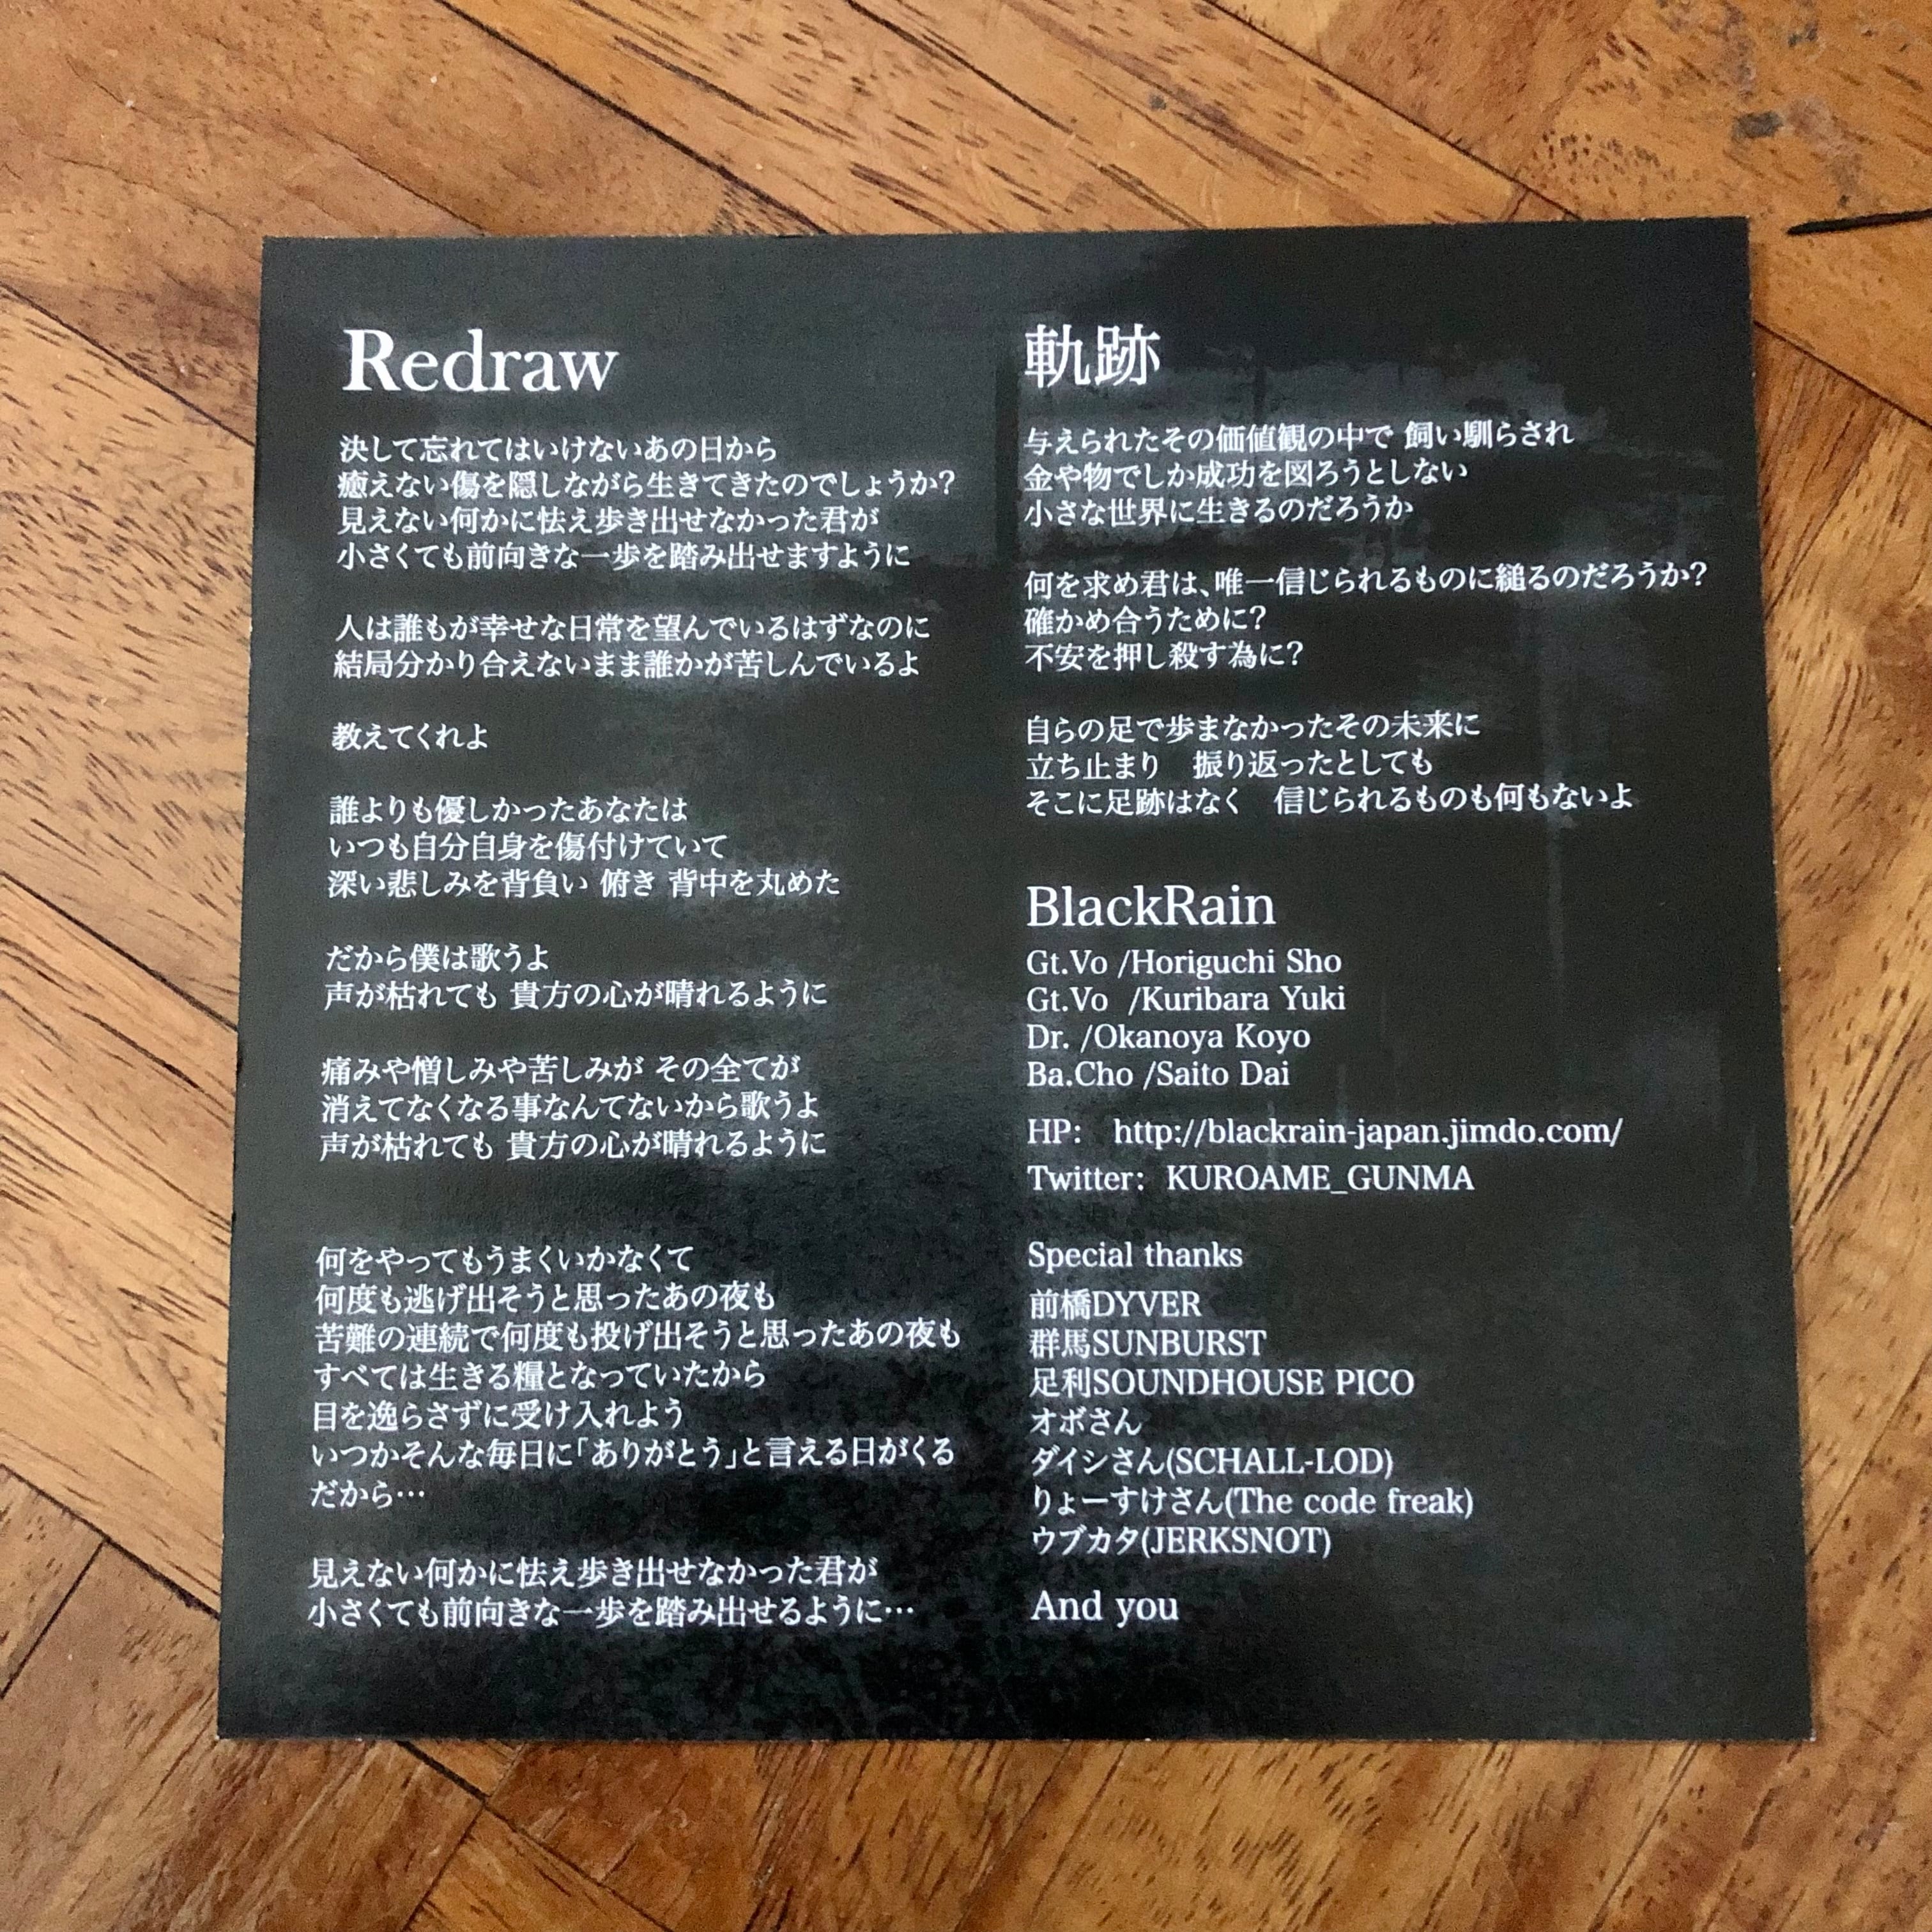 Redraw
決して忘れてはいけないあの日から
癒えない傷を隠しながら生きてきたのでしょうか?
見えない何かに怯え歩き出せなかった君が
小さくても前向きな一歩を踏み出せますように
人は誰もが幸せな日常を望んでいるはずなのに
結局分かり合えないまま誰かが苦しんでいるよ
教えてくれよ
誰よりも優しかったあなたは
いつも自分自身を傷付けていて
深い悲しみを背負い 俯き 背中を丸めた
だから僕は歌うよ
声が枯れても 貴方の心が晴れるように
痛みや憎しみや苦しみが その全てが
消えてなくなる事なんてないから歌うよ
声が枯れても 貴方の心が晴れるように
何をやってもうまくいかなくて
何度も逃げ出そうと思ったあの夜も
苦難の連続で何度も投げ出そうと思ったあの夜も
すべては生きる糧となっていたから
目を逸らさずに受け入れよう
いつかそんな毎日に「ありがとう」と言える日がくる
だから…
見えない何かに怯え歩き出せなかった君が
小さくても前向きな一歩を踏み出せるように…
軌跡
与えられたその価値観の中で 飼い馴らされ
金や物でしか成功を図ろうとしない
小さな世界に生きるのだろうか
何を求め君は、唯一信じられるものに縋るのだろうか?
確かめ合うために?
不安を押し殺す為に?
自らの足で歩まなかったその未来に
立ち止まり　振り返ったとしても
そこに足跡はなく　信じられるものも何もないよ
BlackRain
Gt.Vo /Horiguchi Sho
Gt.Vo /Kuribara Yuki
Dr. /Okanoya Koyo
Ba.Cho /Saito Dai
HP: http://blackrain-japan.jimdo.com/
Twitter: KUROAME_GUNMA
Special thanks
前橋DYVER
群馬SUNBURST
足利SOUNDHOUSE PICO
オボさん
ダイシさん(SCHALL-LOD)
りょーすけさん(The code freak)
ウブカタ(JERKSNOT)
And you